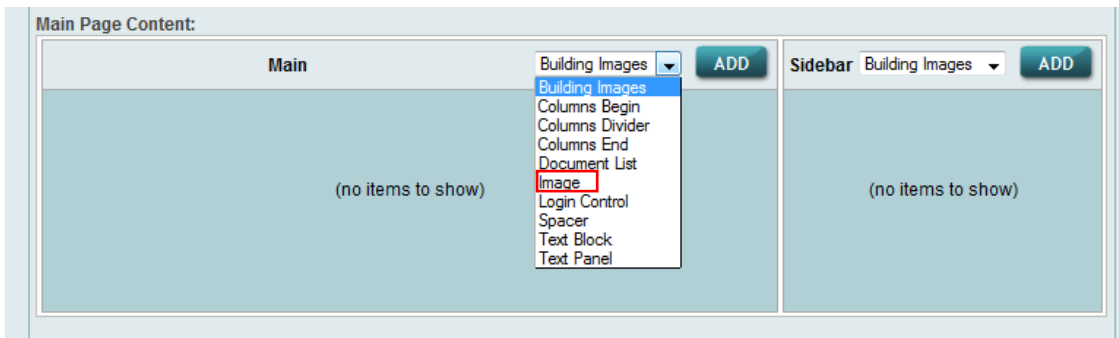 Main Page Content:
Main Building Images ADD Sidebar Building Images ADD
Building Images
Columns Begin
Columns Divider
Columns End
Document List
Image
Login Control
Spacer
Text Block
Text Panel
(no items to show) (no items to show)